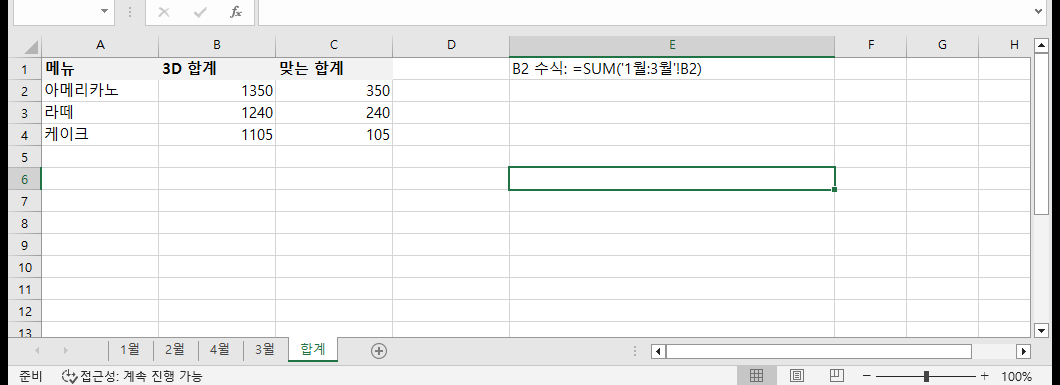 fx
A B C D E F G H
1 메뉴 3D 합계 맞는 합계 B2 수식: =SUM('1월:3월'!B2)
2 아메리카노 1350 350
3 라떼 1240 240
4 케이크 1105 105
5
6
7
8
9
10
11
12
13
1월 2월 4월 3월 합계
준비 접근성: 계속 진행 가능 100%